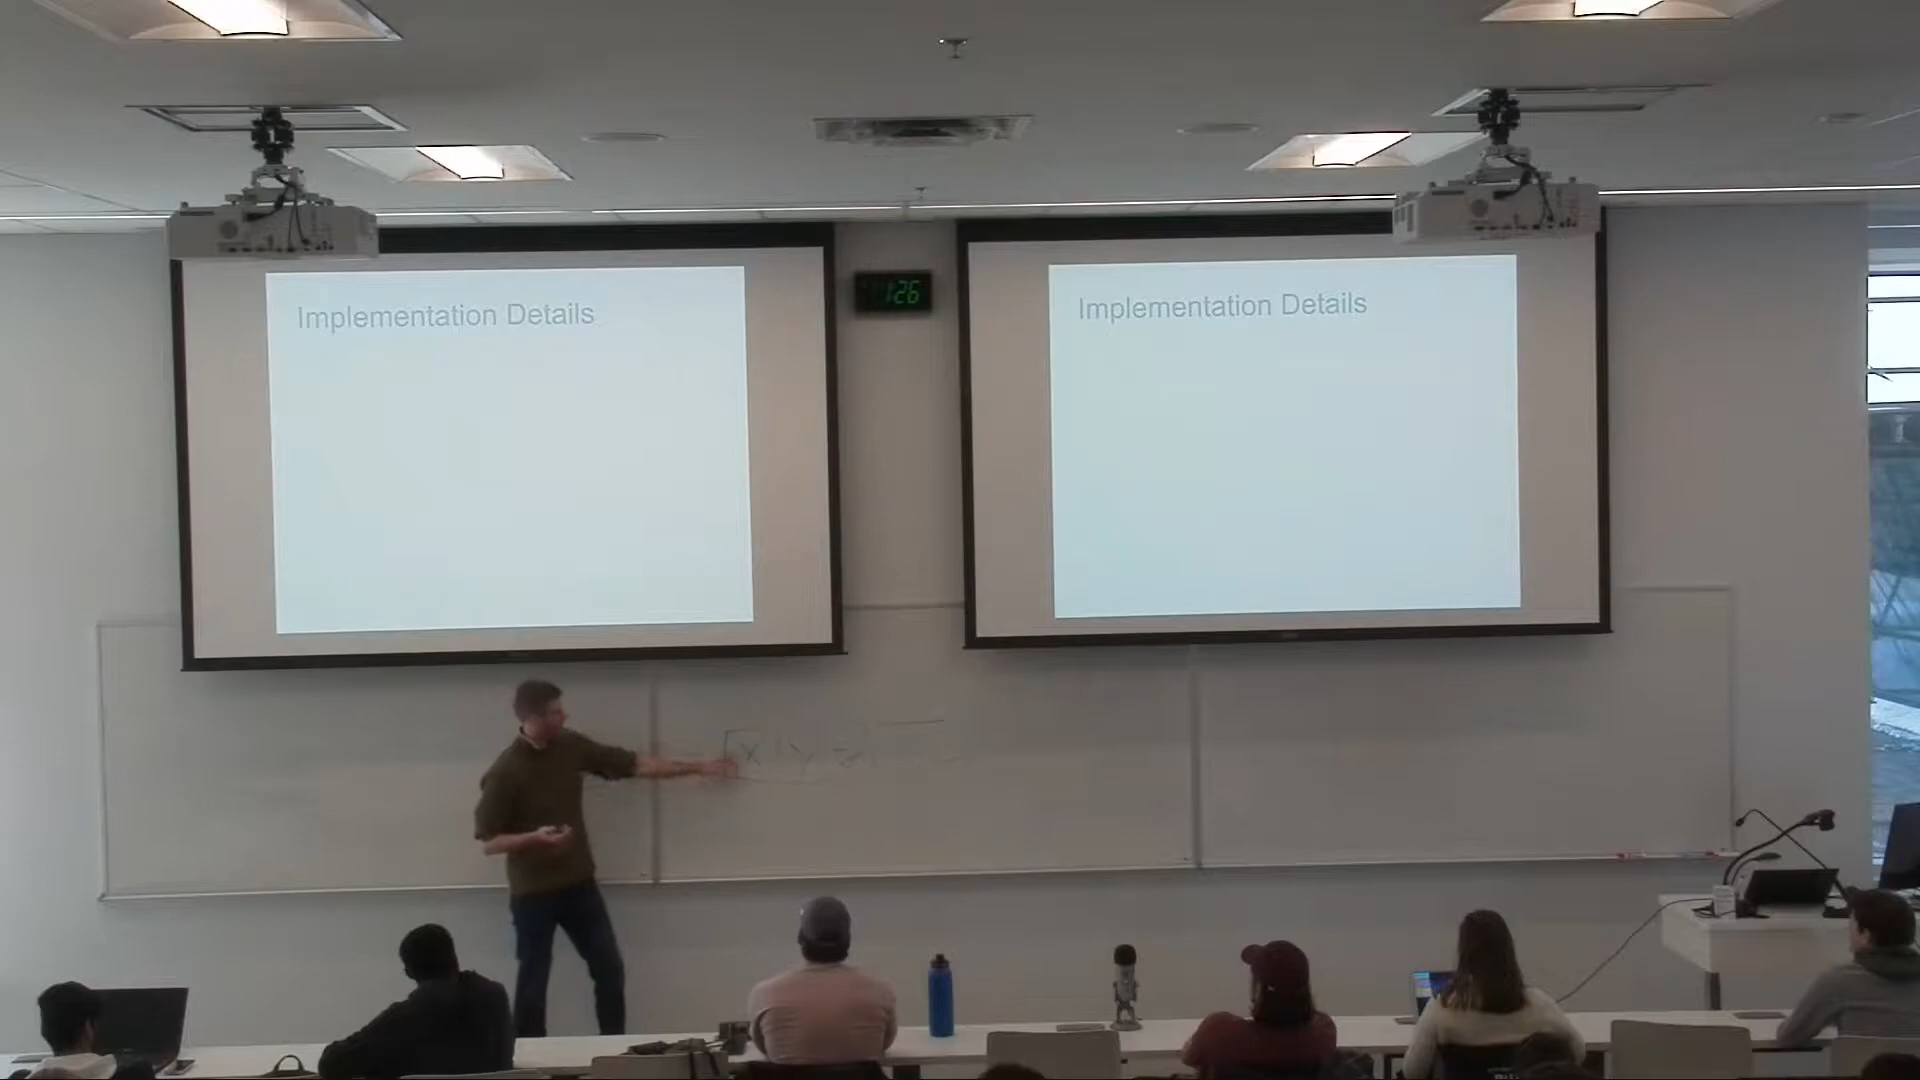 Implementation Details
Implementation Details
126
x y z